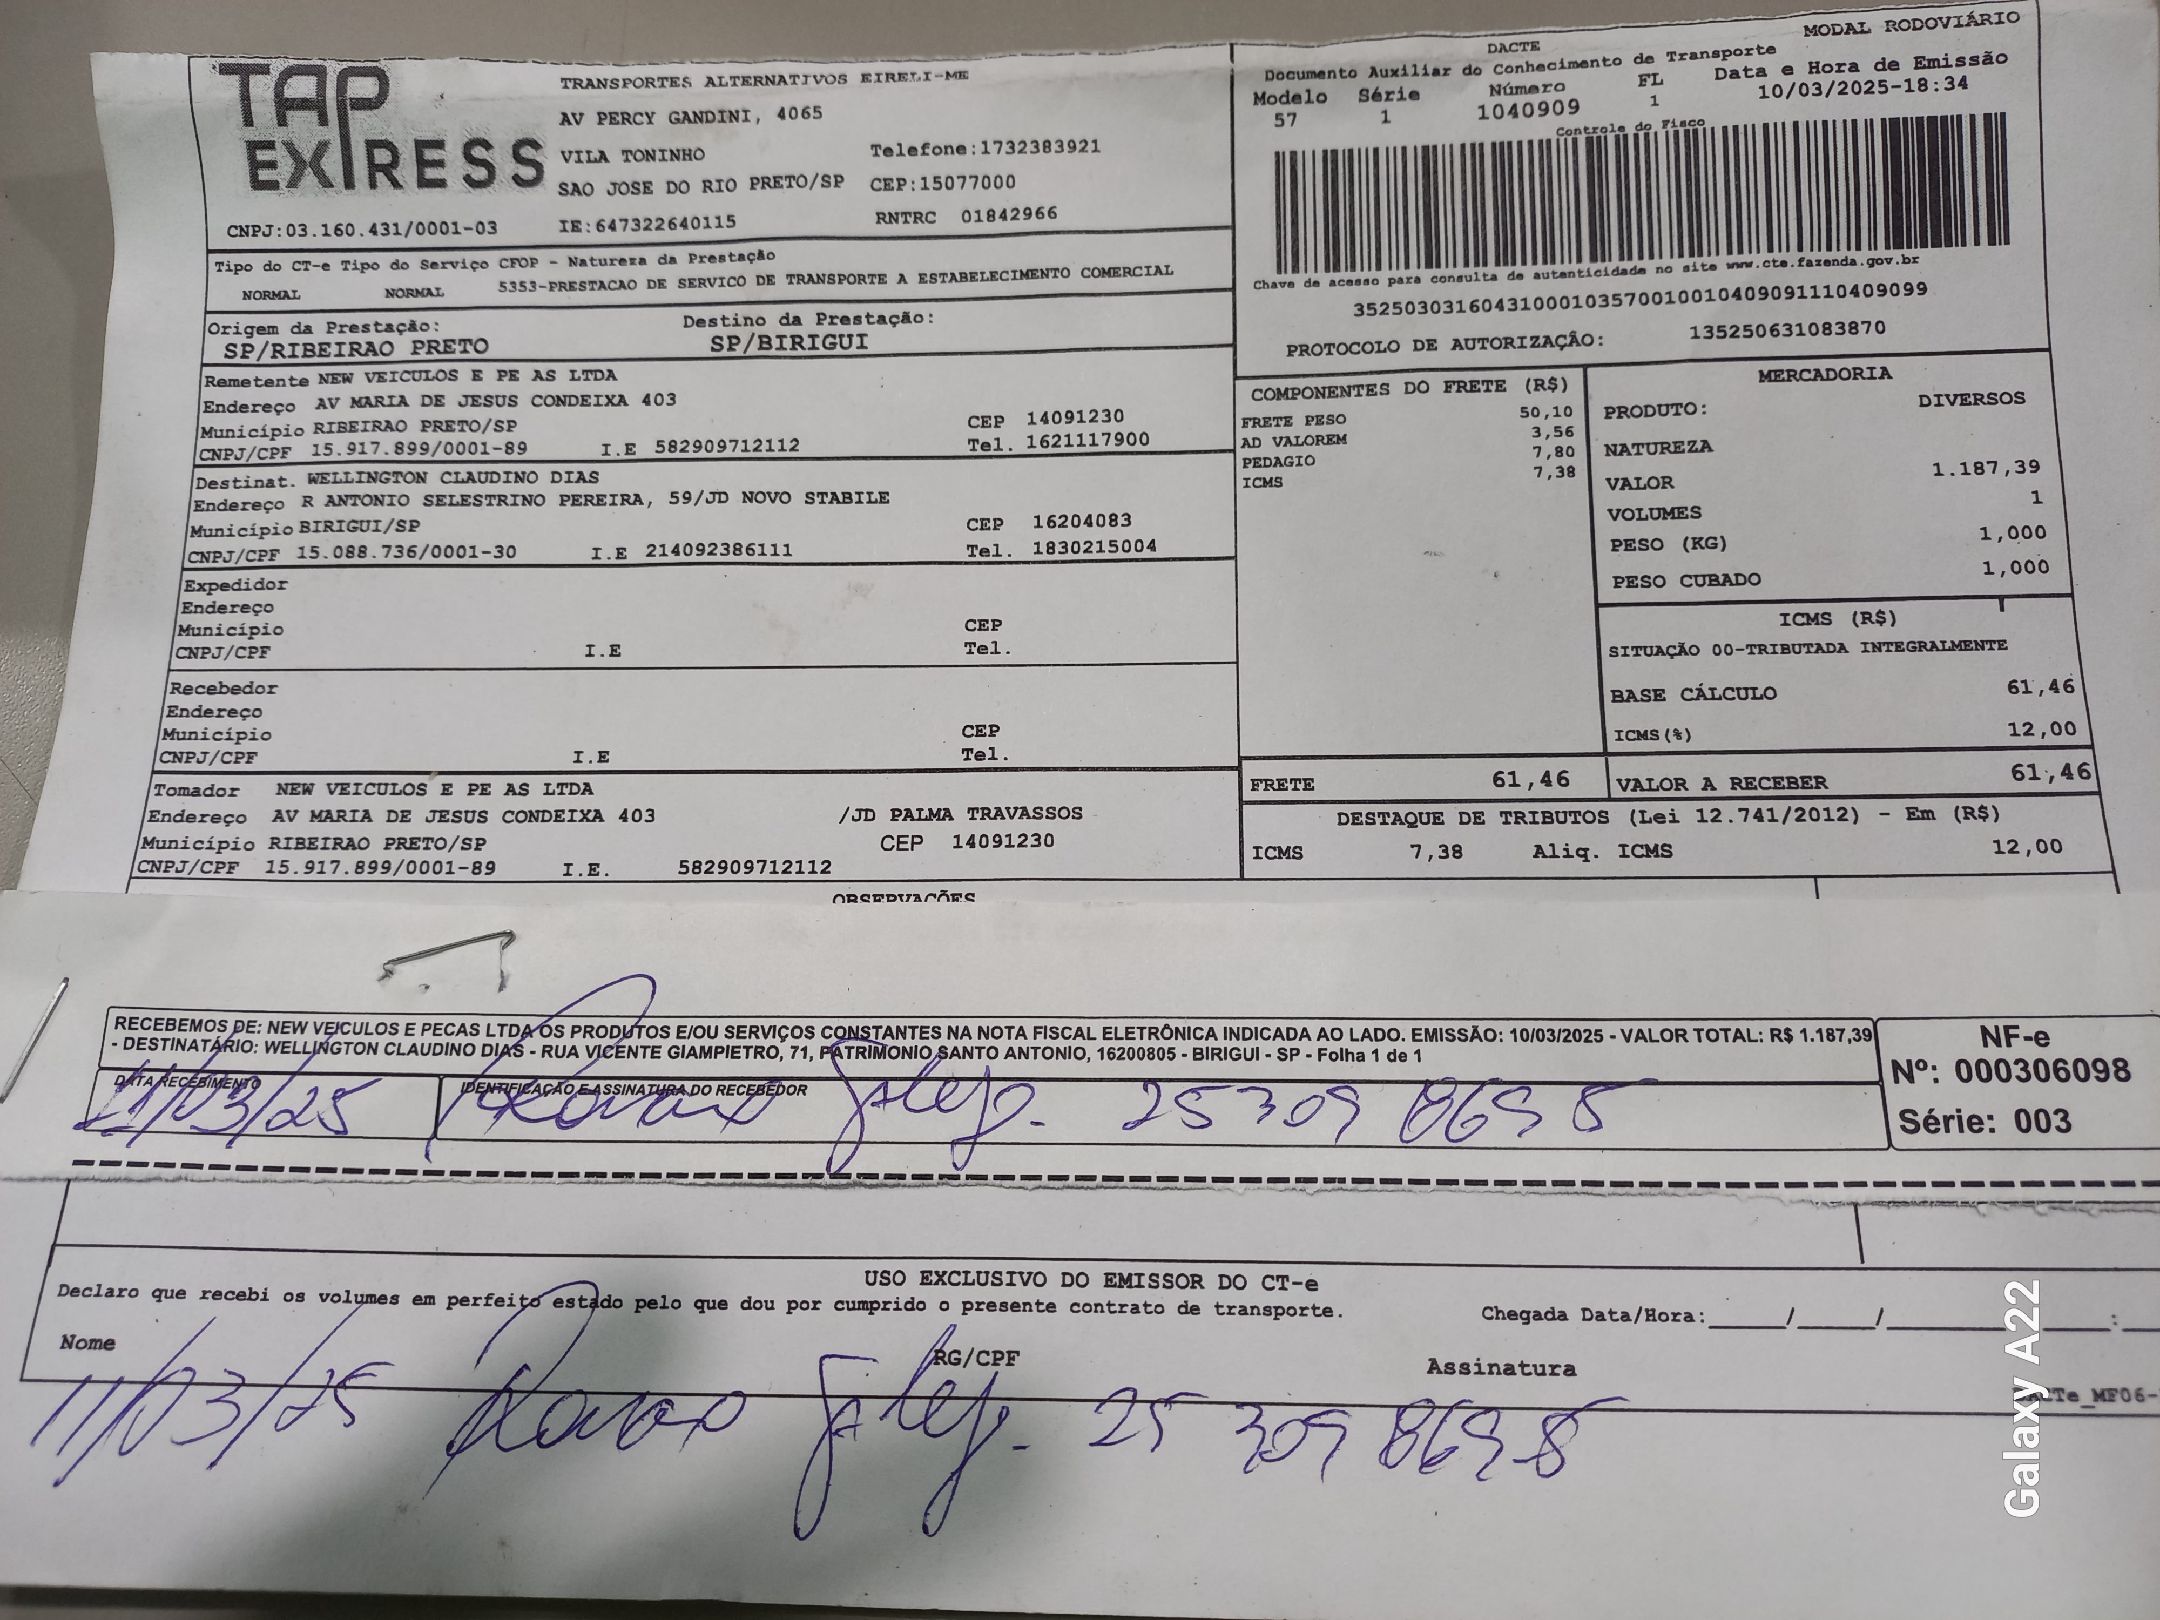 TAP EXPRESS
TRANSPORTES ALTERNATIVOS EIRELI-ME
AV PERCY GANDINI, 4065
VILA TONINHO Telefone:1732383921
SAO JOSE DO RIO PRETO/SP CEP:15077000
CNPJ:03.160.431/0001-03 IE:647322640115 RNTRC 01842966
MODAL RODOVIÁRIO
DACTE
Documento Auxiliar do Conhecimento de Transporte
Modelo Série Número FL Data e Hora de Emissão
57 1 1040909 1 10/03/2025-18:34
Controle do Fisco
Chave de acesso para consulta de autenticidade no site www.cte.fazenda.gov.br
35250303160431000103570010010409091110409099
PROTOCOLO DE AUTORIZAÇÂO: 135250631083870
Tipo do CT-e Tipo do Serviço CFOP - Natureza da Prestação
NORMAL NORMAL 5353-PRESTACAO DE SERVICO DE TRANSPORTE A ESTABELECIMENTO COMERCIAL
Origem da Prestação: Destino da Prestação:
SP/RIBEIRAO PRETO SP/BIRIGUI
Remetente NEW VEICULOS E PE AS LTDA
Endereço AV MARIA DE JESUS CONDEIXA 403
Município RIBEIRAO PRETO/SP CEP 14091230
CNPJ/CPF 15.917.899/0001-89 I.E 582909712112 Tel. 1621117900
Destinat. WELLINGTON CLAUDINO DIAS
Endereço R ANTONIO SELESTRINO PEREIRA, 59/JD NOVO STABILE
Município BIRIGUI/SP CEP 16204083
CNPJ/CPF 15.088.736/0001-30 I.E 214092386111 Tel. 1830215004
Expedidor
Endereço
Município CEP
CNPJ/CPF I.E Tel.
Recebedor
Endereço
Município CEP
CNPJ/CPF I.E Tel.
Tomador NEW VEICULOS E PE AS LTDA
Endereço AV MARIA DE JESUS CONDEIXA 403 /JD PALMA TRAVASSOS
Município RIBEIRAO PRETO/SP CEP 14091230
CNPJ/CPF 15.917.899/0001-89 I.E. 582909712112
COMPONENTES DO FRETE (R$)
FRETE PESO 50,10
AD VALOREM 3,56
PEDAGIO 7,80
ICMS 7,38
MERCADORIA
PRODUTO: DIVERSOS
NATUREZA
VALOR 1.187,39
VOLUMES 1
PESO (KG) 1,000
PESO CUBADO 1,000
ICMS (R$)
SITUAÇÃO 00-TRIBUTADA INTEGRALMENTE
BASE CÁLCULO 61,46
ICMS(%) 12,00
FRETE 61,46 VALOR A RECEBER 61,46
DESTAQUE DE TRIBUTOS (Lei 12.741/2012) - Em (R$)
ICMS 7,38 Aliq. ICMS 12,00
OBSERVAÇÕES
RECEBEMOS DE: NEW VEICULOS E PECAS LTDA OS PRODUTOS E/OU SERVIÇOS CONSTANTES NA NOTA FISCAL ELETRÔNICA INDICADA AO LADO. EMISSÃO: 10/03/2025 - VALOR TOTAL: R$ 1.187,39
- DESTINATÁRIO: WELLINGTON CLAUDINO DIAS - RUA VICENTE GIAMPIETRO, 71, PATRIMONIO SANTO ANTONIO, 16200805 - BIRIGUI - SP - Folha 1 de 1
DATA RECEBIMENTO IDENTIFICAÇÃO E ASSINATURA DO RECEBEDOR
11/03/25
NF-e
Nº: 000306098
Série: 003
USO EXCLUSIVO DO EMISSOR DO CT-e
Declaro que recebi os volumes em perfeito estado pelo que dou por cumprido o presente contrato de transporte. Chegada Data/Hora:_____/_____/_____ _____:
Nome RG/CPF Assinatura
11/03/25
Galaxy A22